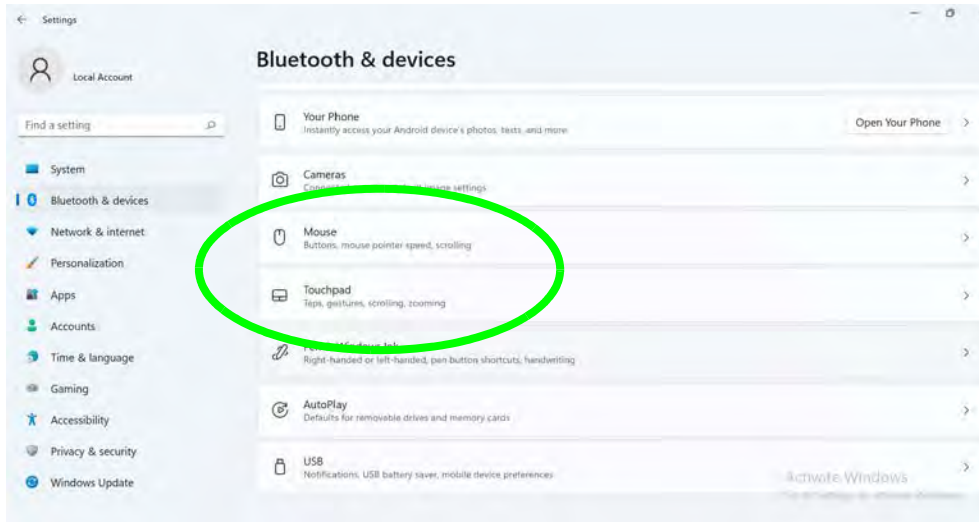 Settings
Local Account
Find a setting
System
Bluetooth & devices
Network & internet
Personalization
Apps
Accounts
Time & language
Gaming
Accessibility
Privacy & security
Windows Update
Bluetooth & devices
Your Phone
Instantly access your Android device's photos, texts, and more
Open Your Phone
Cameras
image settings
Mouse
Buttons, mouse pointer speed, scrolling
Touchpad
Taps, gestures, scrolling, zooming
Right-handed or left-handed, pen button shortcuts, handwriting
AutoPlay
Defaults for removable drives and memory cards
USB
Notifications, USB battery saver, mobile device preferences
Activate Windows